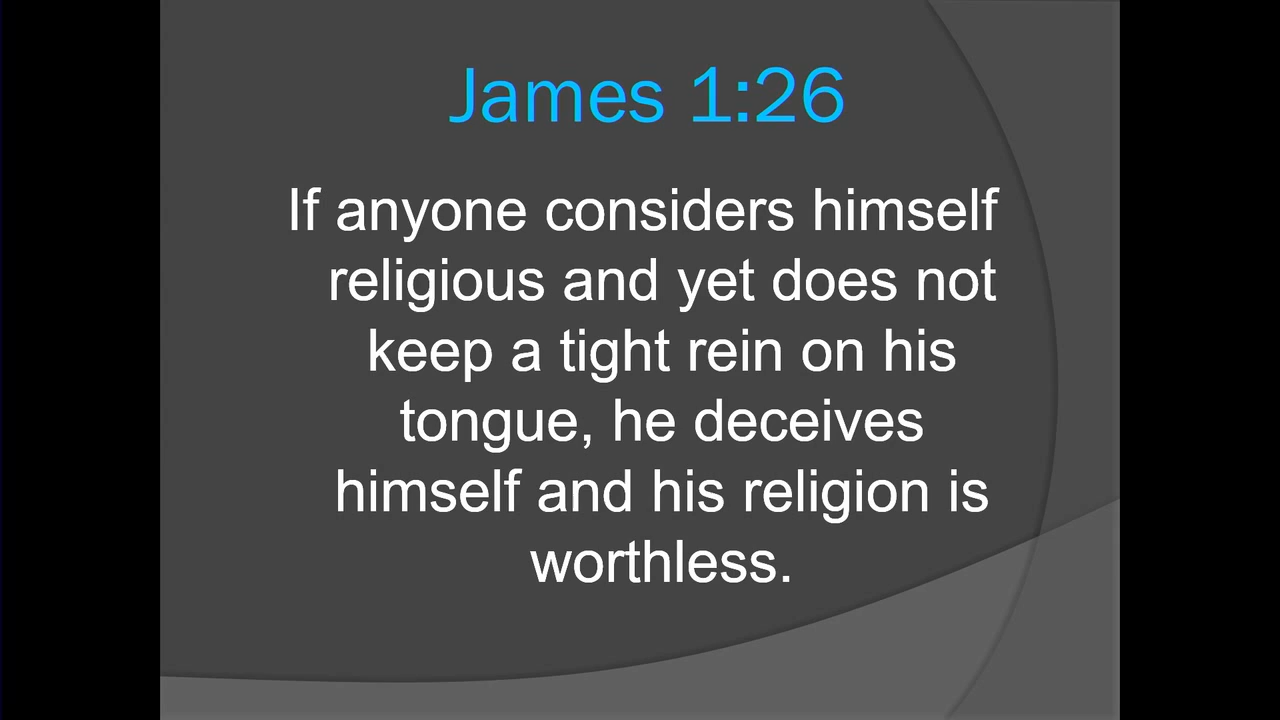 James 1:26
If anyone considers himself
religious and yet does not
keep a tight rein on his
tongue, he deceives
himself and his religion is
worthless.